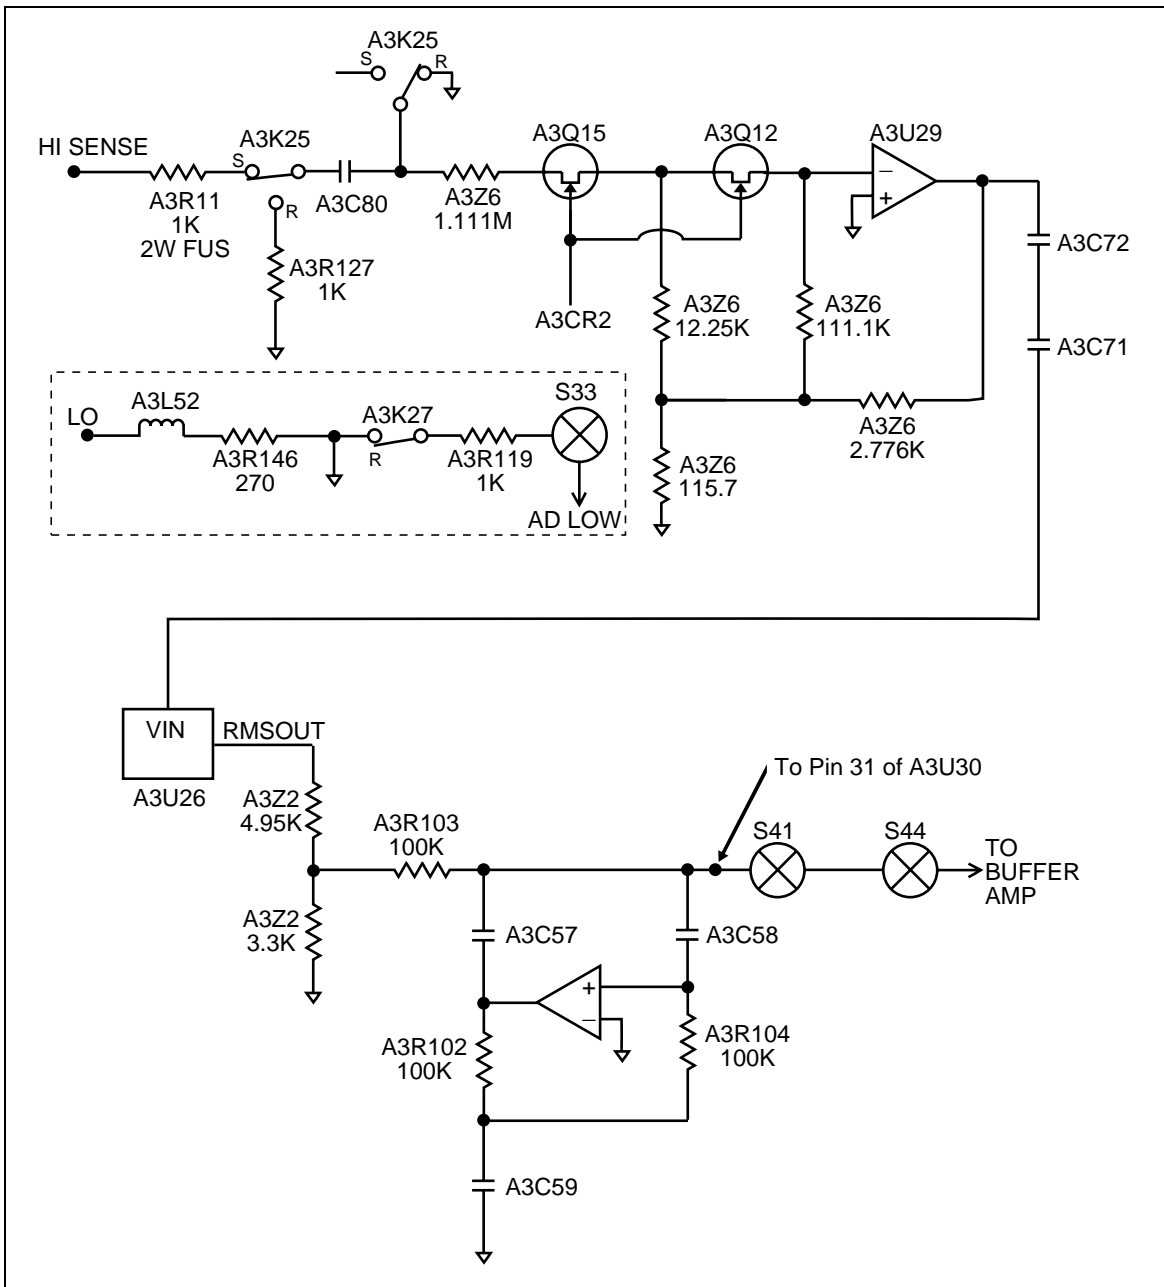 A3K25
S
R
HI SENSE
A3K25
S
R
A3R11
1K
2W FUS
A3C80
A3R127
1K
A3Z6
1.111M
A3Q15
A3Q12
A3U29
−
+
A3CR2
A3Z6
12.25K
A3Z6
111.1K
A3C72
A3C71
A3Z6
2.776K
A3Z6
115.7
LO
A3L52
A3R146
270
A3K27
R
A3R119
1K
S33
AD LOW
VIN
RMSOUT
A3U26
A3Z2
4.95K
A3Z2
3.3K
A3R103
100K
To Pin 31 of A3U30
S41
S44
TO
BUFFER
AMP
A3C57
A3C58
+
−
A3R102
100K
A3R104
100K
A3C59